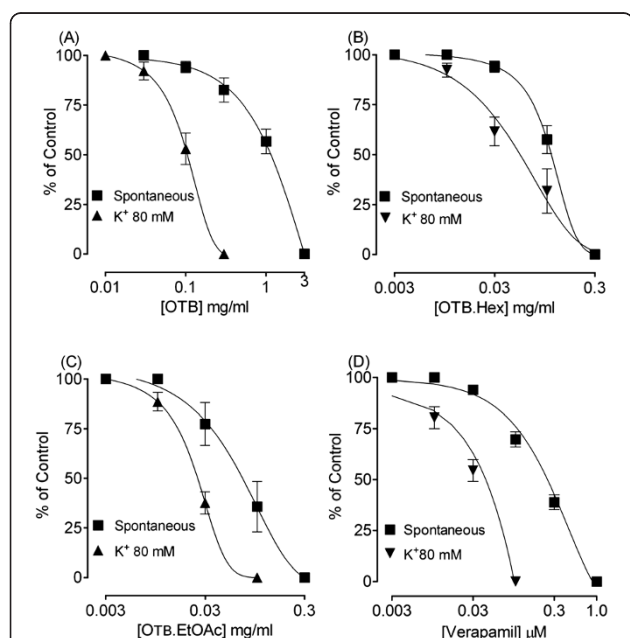 (A)
% of Control
100
75
50
25
0
Spontaneous
K+ 80 mM
0.01 0.1 1 3
[OTB] mg/ml
(B)
% of Control
100
75
50
25
0
Spontaneous
K+ 80 mM
0.003 0.03 0.3
[OTB.Hex] mg/ml
(C)
% of Control
100
75
50
25
0
Spontaneous
K+ 80 mM
0.003 0.03 0.3
[OTB.EtOAc] mg/ml
(D)
% of Control
100
75
50
25
0
Spontaneous
K+80 mM
0.003 0.03 0.3 1.0
[Verapamil] μM